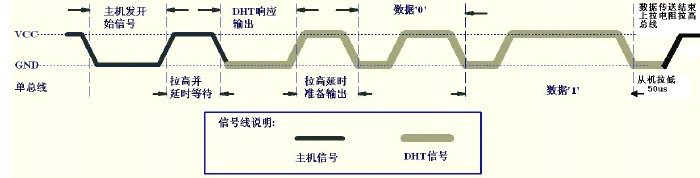 主机发开
始信号
DHT响应
输出
数据'0'
数据传送结束
上拉电阻拉高
总线
VCC
GND
单总线
拉高并
延时等待
拉高延时
准备输出
数据'1'
从机拉低
50us
信号线说明:
主机信号
DHT信号